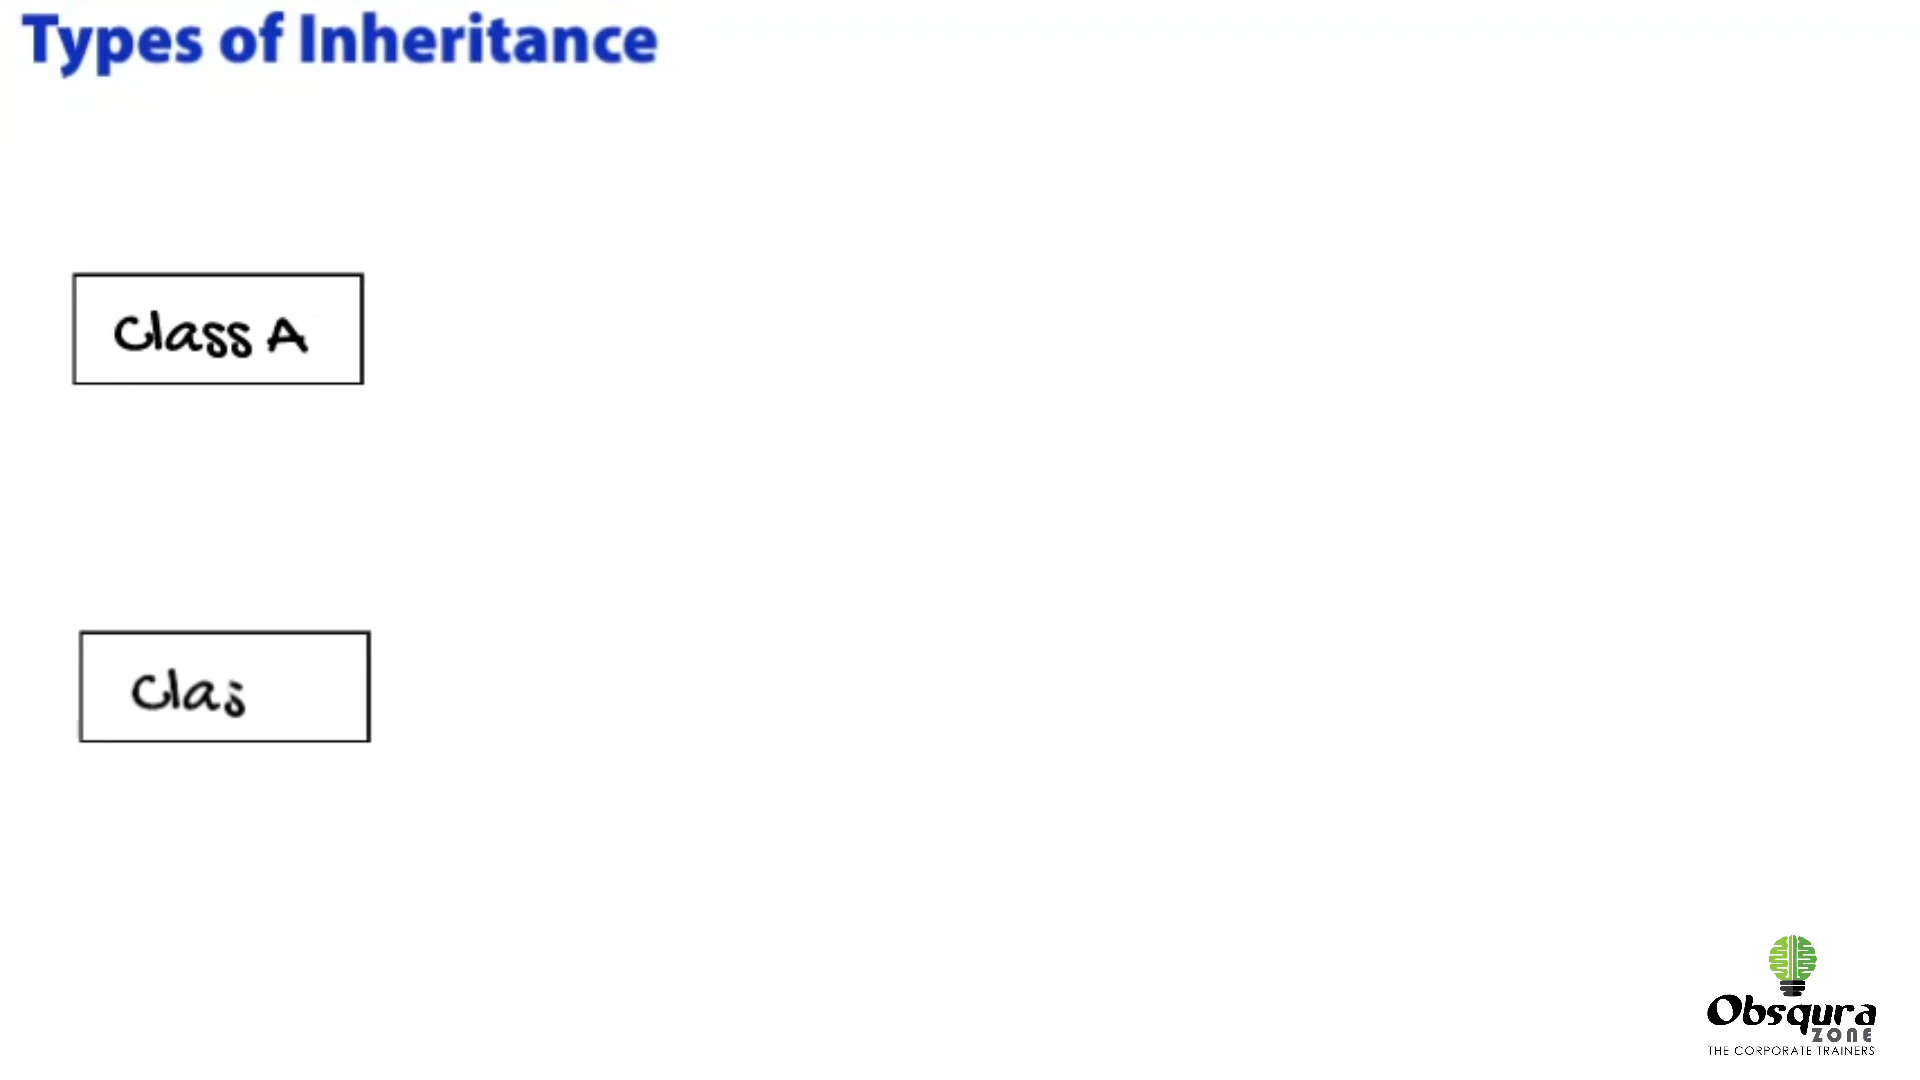 Types of Inheritance
Class A
Clas
Obsqura
ZONE
THE CORPORATE TRAINERS